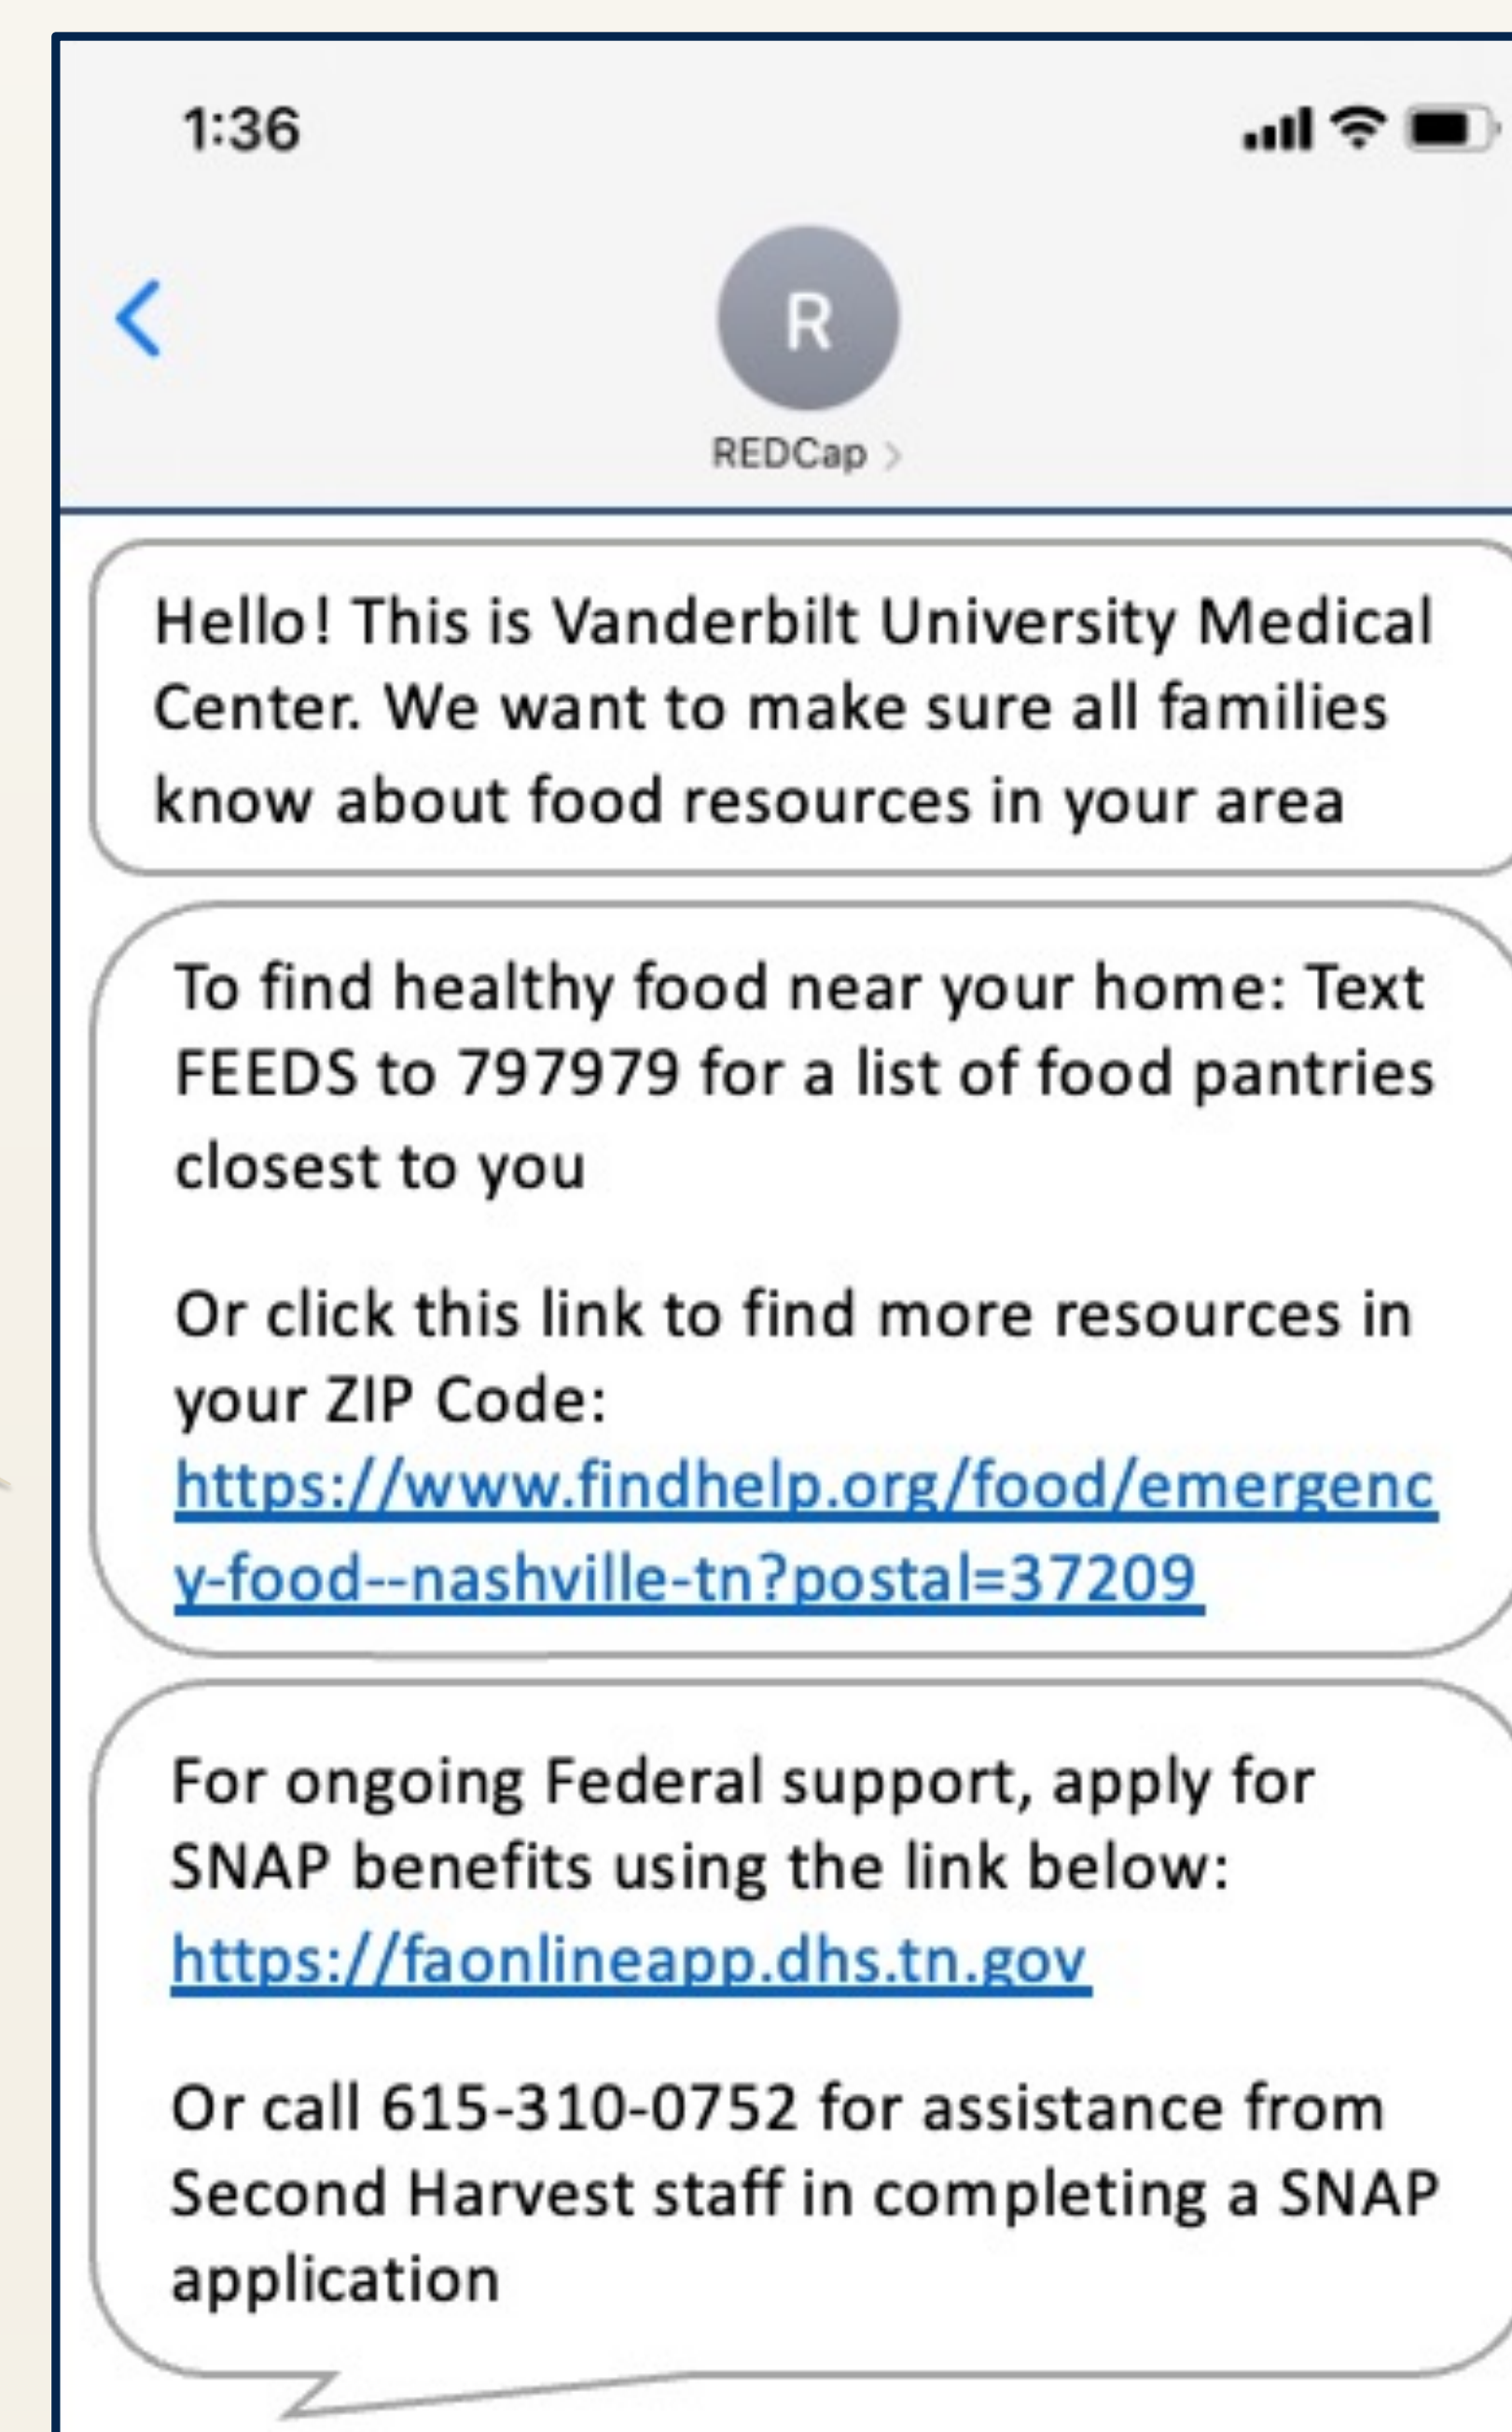 1:36
R
REDCap >
Hello! This is Vanderbilt University Medical
Center. We want to make sure all families
know about food resources in your area
To find healthy food near your home: Text
FEEDS to 797979 for a list of food pantries
closest to you
Or click this link to find more resources in
your ZIP Code:
https://www.findhelp.org/food/emergenc
y-food--nashville-tn?postal=37209
For ongoing Federal support, apply for
SNAP benefits using the link below:
https://faonlineapp.dhs.tn.gov
Or call 615-310-0752 for assistance from
Second Harvest staff in completing a SNAP
application